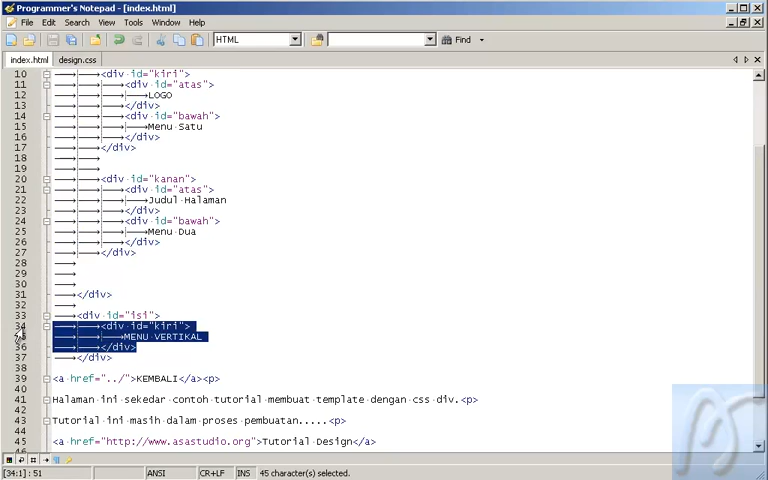 Programmer's Notepad - [index.html]
File Edit Search View Tools Window Help
HTML Find
index.html design.css
10 <div id="kiri">
11 <div id="atas">
12 LOGO
13 </div>
14 <div id="bawah">
15 Menu Satu
16 </div>
17 </div>
18
19
20 <div id="kanan">
21 <div id="atas">
22 Judul Halaman
23 </div>
24 <div id="bawah">
25 Menu Dua
26 </div>
27 </div>
28
29
30
31 </div>
32
33 <div id="isi">
34 <div id="kiri">
35 MENU VERTIKAL
36 </div>
37 </div>
38
39 <a href="../">KEMBALI</a><p>
40
41 Halaman ini sekedar contoh tutorial membuat template dengan css div.<p>
42
43 Tutorial ini masih dalam proses pembuatan.....<p>
44
45 <a href="http://www.asastudio.org">Tutorial Design</a>
46
[34:1] : 51 ANSI CR+LF INS 45 character(s) selected.